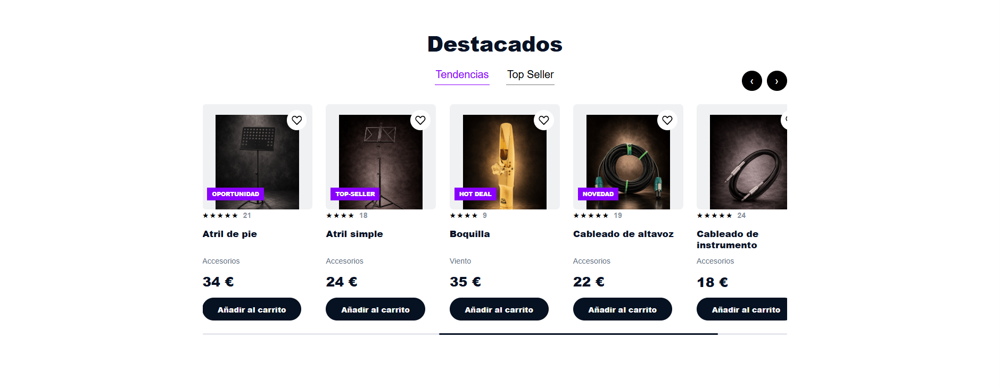 Destacados
Tendencias
Top Seller
‹ ›
OPORTUNIDAD
★★★★★ 21
Atril de pie
Accesorios
34 €
Añadir al carrito
TOP-SELLER
★★★★ 18
Atril simple
Accesorios
24 €
Añadir al carrito
HOT DEAL
★★★★ 9
Boquilla
Viento
35 €
Añadir al carrito
NOVEDAD
★★★★★ 19
Cableado de altavoz
Accesorios
22 €
Añadir al carrito
★★★★★ 24
Cableado de
instrumento
Accesorios
18 €
Añadir al carrito